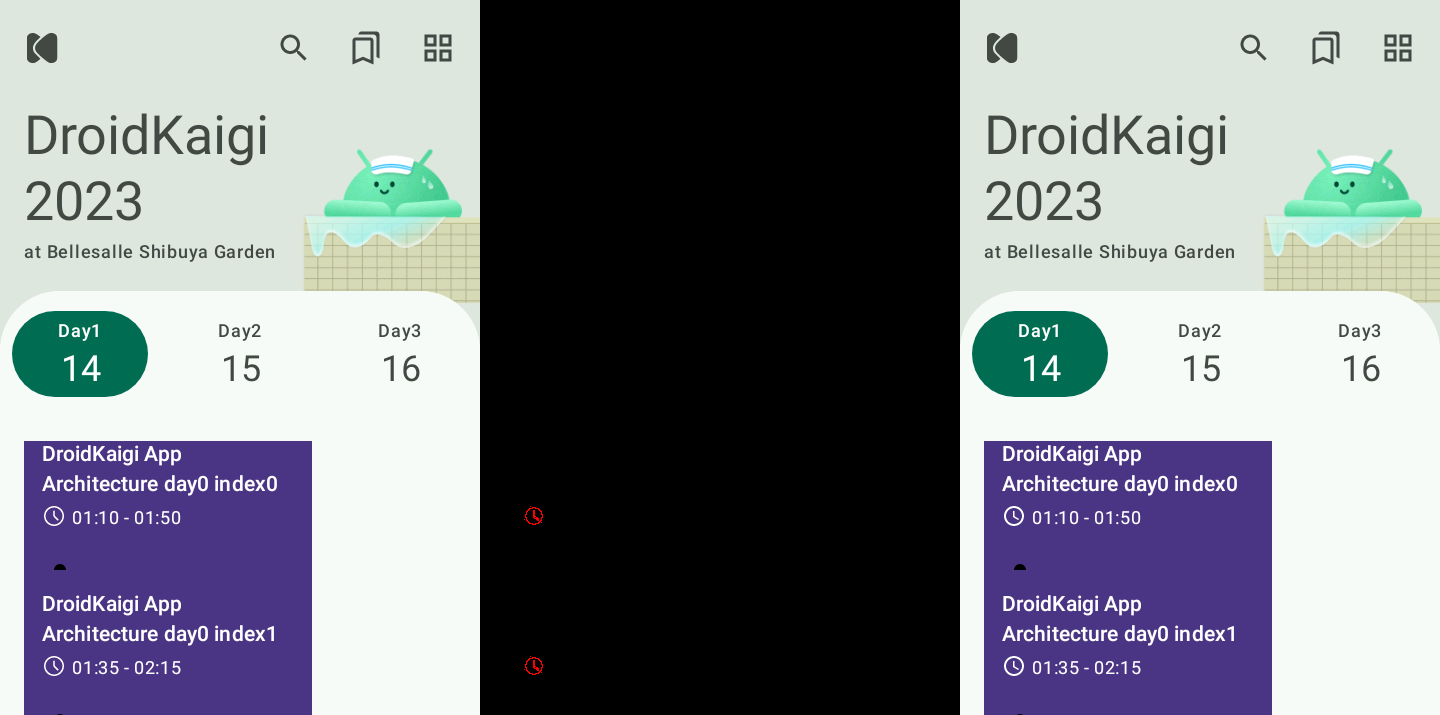 DroidKaigi
2023
at Bellesalle Shibuya Garden
Day1
14
Day2
15
Day3
16
DroidKaigi App
Architecture day0 index0
01:10 - 01:50
DroidKaigi App
Architecture day0 index1
01:35 - 02:15
DroidKaigi
2023
at Bellesalle Shibuya Garden
Day1
14
Day2
15
Day3
16
DroidKaigi App
Architecture day0 index0
01:10 - 01:50
DroidKaigi App
Architecture day0 index1
01:35 - 02:15